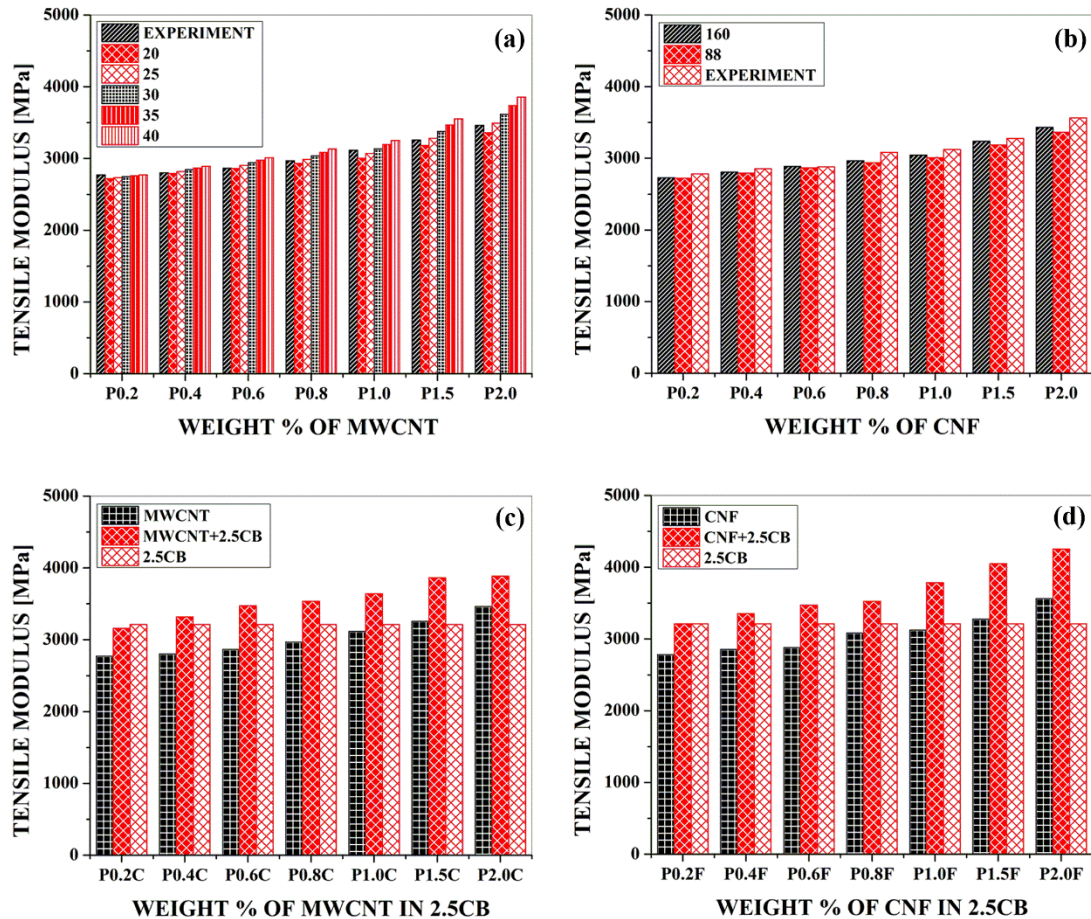 (a)
EXPERIMENT
20
25
30
35
40
5000
4000
3000
2000
1000
0
TENSILE MODULUS [MPa]
P0.2 P0.4 P0.6 P0.8 P1.0 P1.5 P2.0
WEIGHT % OF MWCNT
(b)
160
88
EXPERIMENT
5000
4000
3000
2000
1000
0
TENSILE MODULUS [MPa]
P0.2 P0.4 P0.6 P0.8 P1.0 P1.5 P2.0
WEIGHT % OF CNF
(c)
MWCNT
MWCNT+2.5CB
2.5CB
5000
4000
3000
2000
1000
0
TENSILE MODULUS [MPa]
P0.2C P0.4C P0.6C P0.8C P1.0C P1.5C P2.0C
WEIGHT % OF MWCNT IN 2.5CB
(d)
CNF
CNF+2.5CB
2.5CB
5000
4000
3000
2000
1000
0
TENSILE MODULUS [MPa]
P0.2F P0.4F P0.6F P0.8F P1.0F P1.5F P2.0F
WEIGHT % OF CNF IN 2.5CB